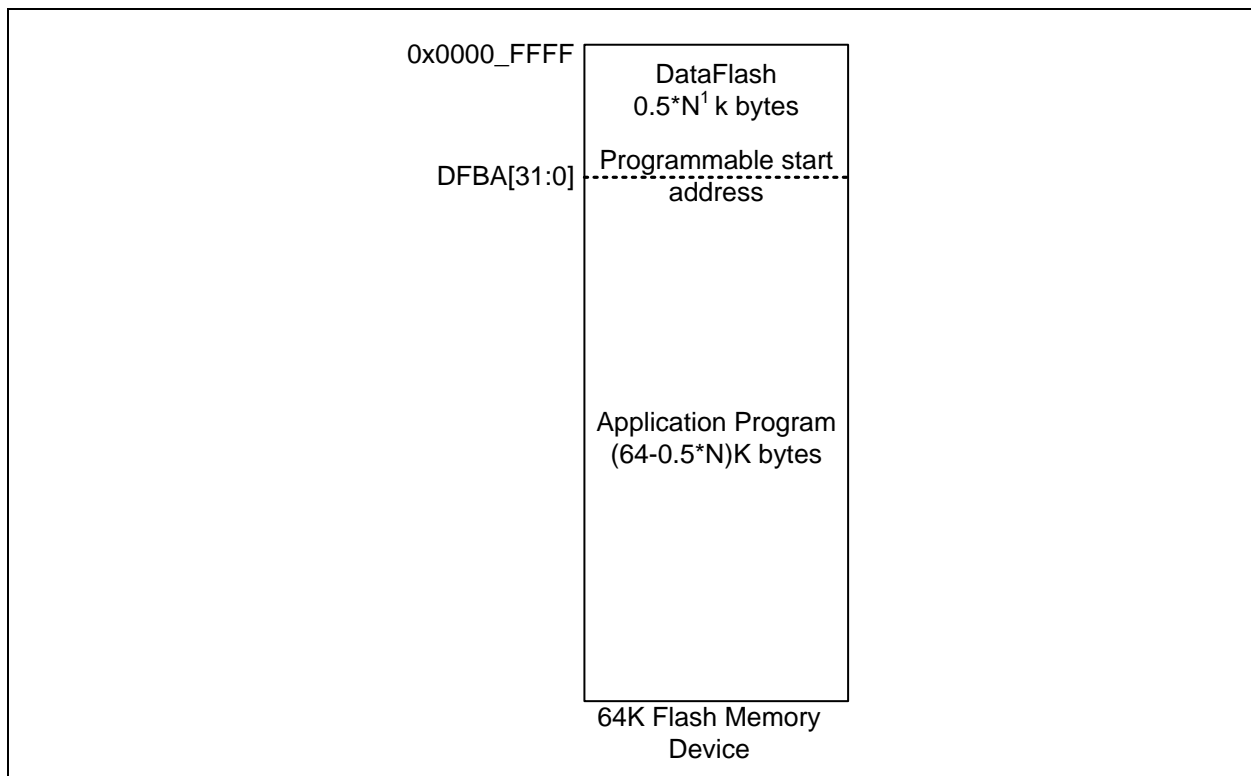 0x0000_FFFF
DataFlash
0.5*N¹ k bytes
DFBA[31:0]
Programmable start
address
Application Program
(64-0.5*N)K bytes
64K Flash Memory
Device